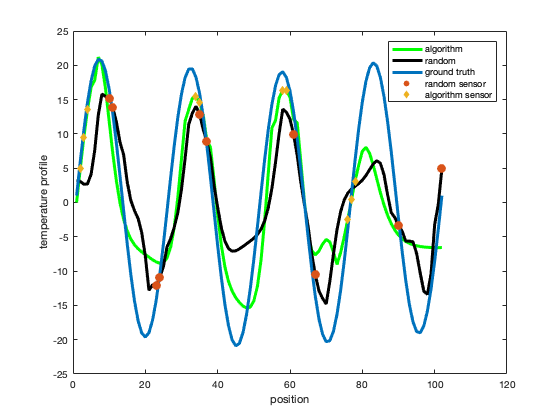 25
20
15
10
5
0
-5
-10
-15
-20
-25
0 20 40 60 80 100 120
position
temperature profile
algorithm
random
ground truth
random sensor
algorithm sensor